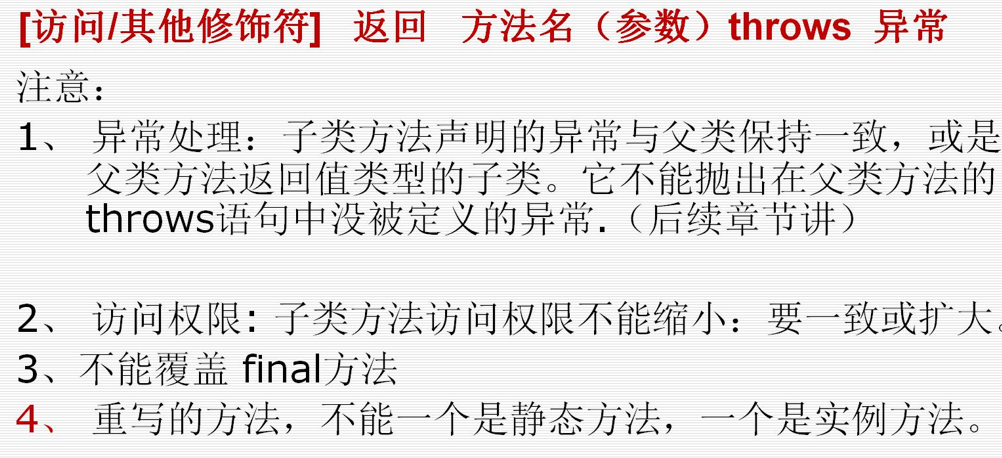 [访问/其他修饰符] 返回 方法名（参数）throws 异常
注意：
1、 异常处理：子类方法声明的异常与父类保持一致，或是
父类方法返回值类型的子类。它不能抛出在父类方法的
throws语句中没被定义的异常.（后续章节讲）
2、 访问权限: 子类方法访问权限不能缩小：要一致或扩大。
3、不能覆盖 final方法
4、 重写的方法，不能一个是静态方法， 一个是实例方法。